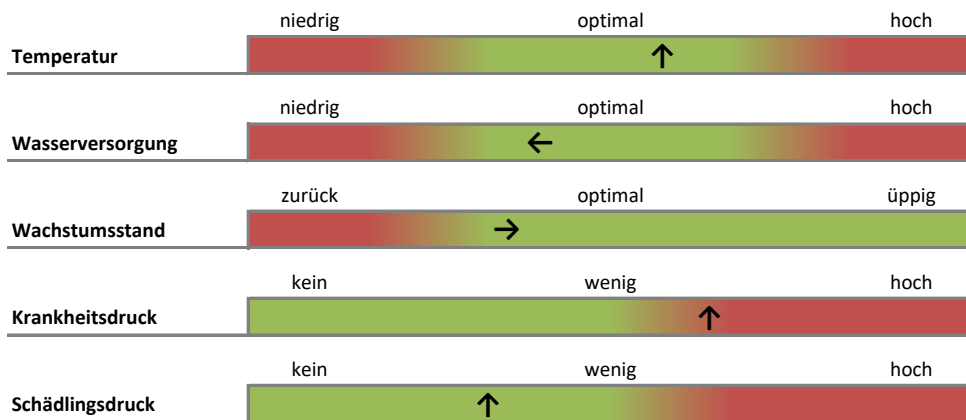 niedrig optimal hoch
Temperatur
niedrig optimal hoch
Wasserversorgung
zurück optimal üppig
Wachstumsstand
kein wenig hoch
Krankheitsdruck
kein wenig hoch
Schädlingsdruck